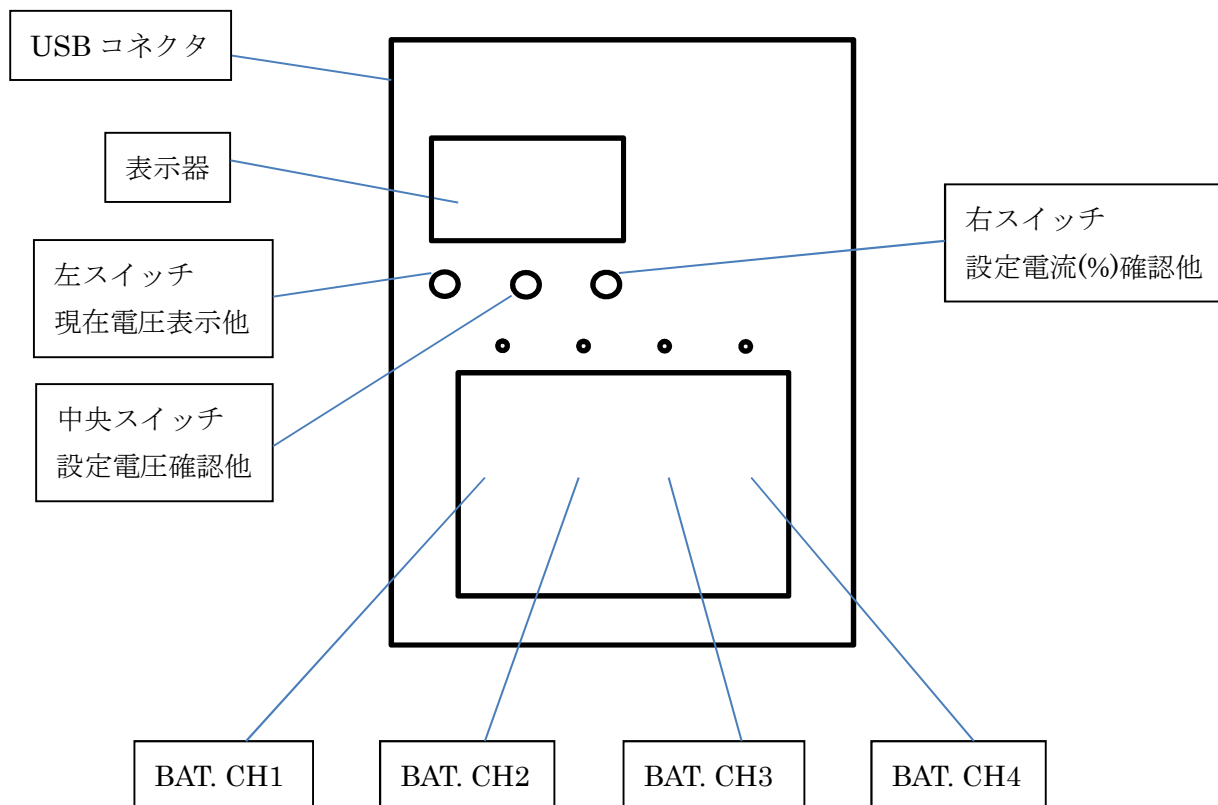 USB コネクタ
表示器
左スイッチ
現在電圧表示他
中央スイッチ
設定電圧確認他
右スイッチ
設定電流(%)確認他
BAT. CH1
BAT. CH2
BAT. CH3
BAT. CH4